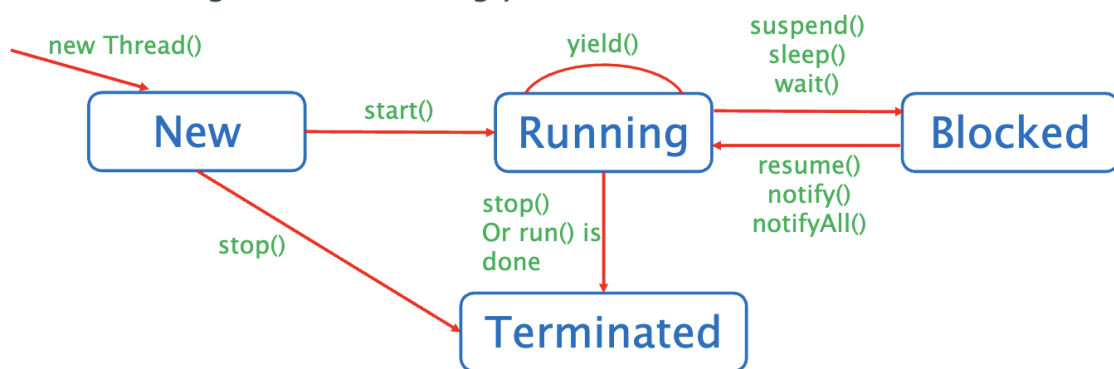 new Thread()
New
start()
yield()
Running
suspend()
sleep()
wait()
Blocked
resume()
notify()
notifyAll()
stop()
stop()
Or run() is
done
Terminated